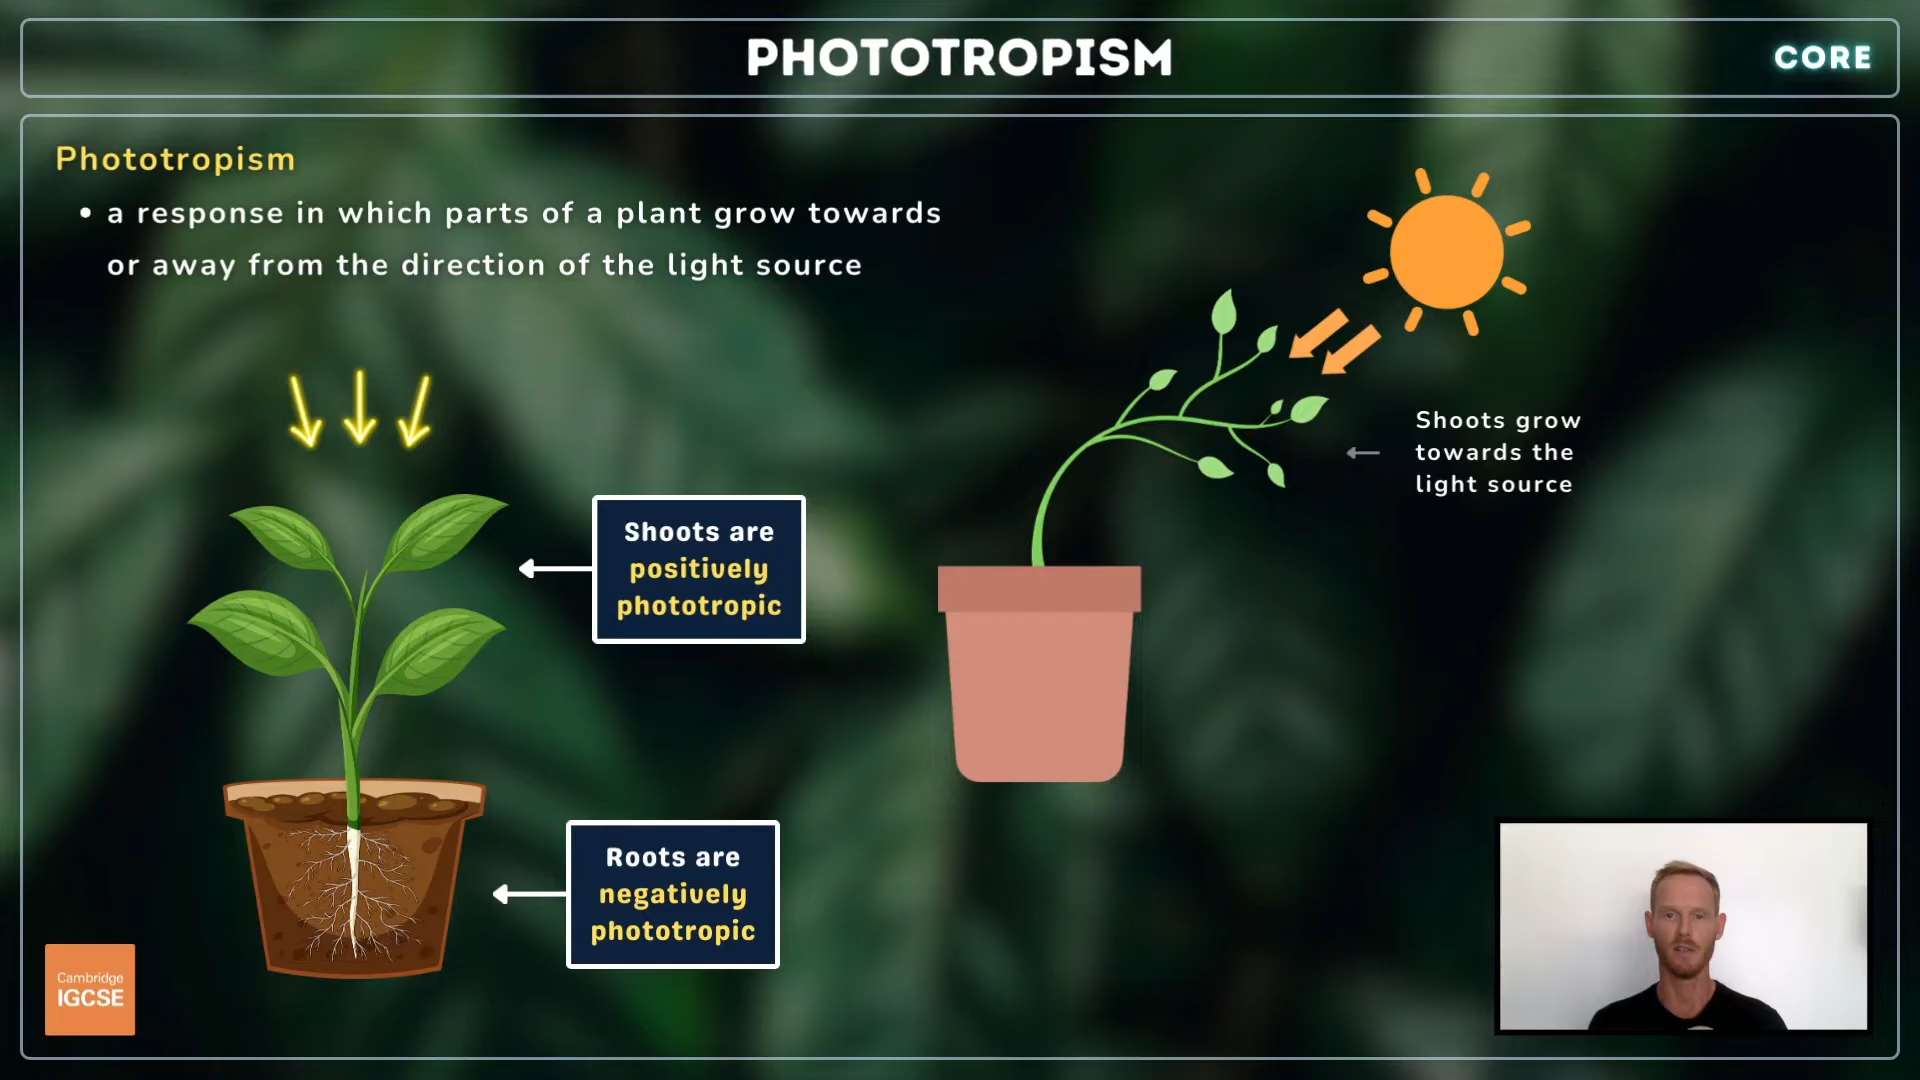 PHOTOTROPISM
CORE
Phototropism
• a response in which parts of a plant grow towards
or away from the direction of the light source
Shoots grow
towards the
light source
Shoots are
positively
phototropic
Roots are
negatively
phototropic
Cambridge
IGCSE